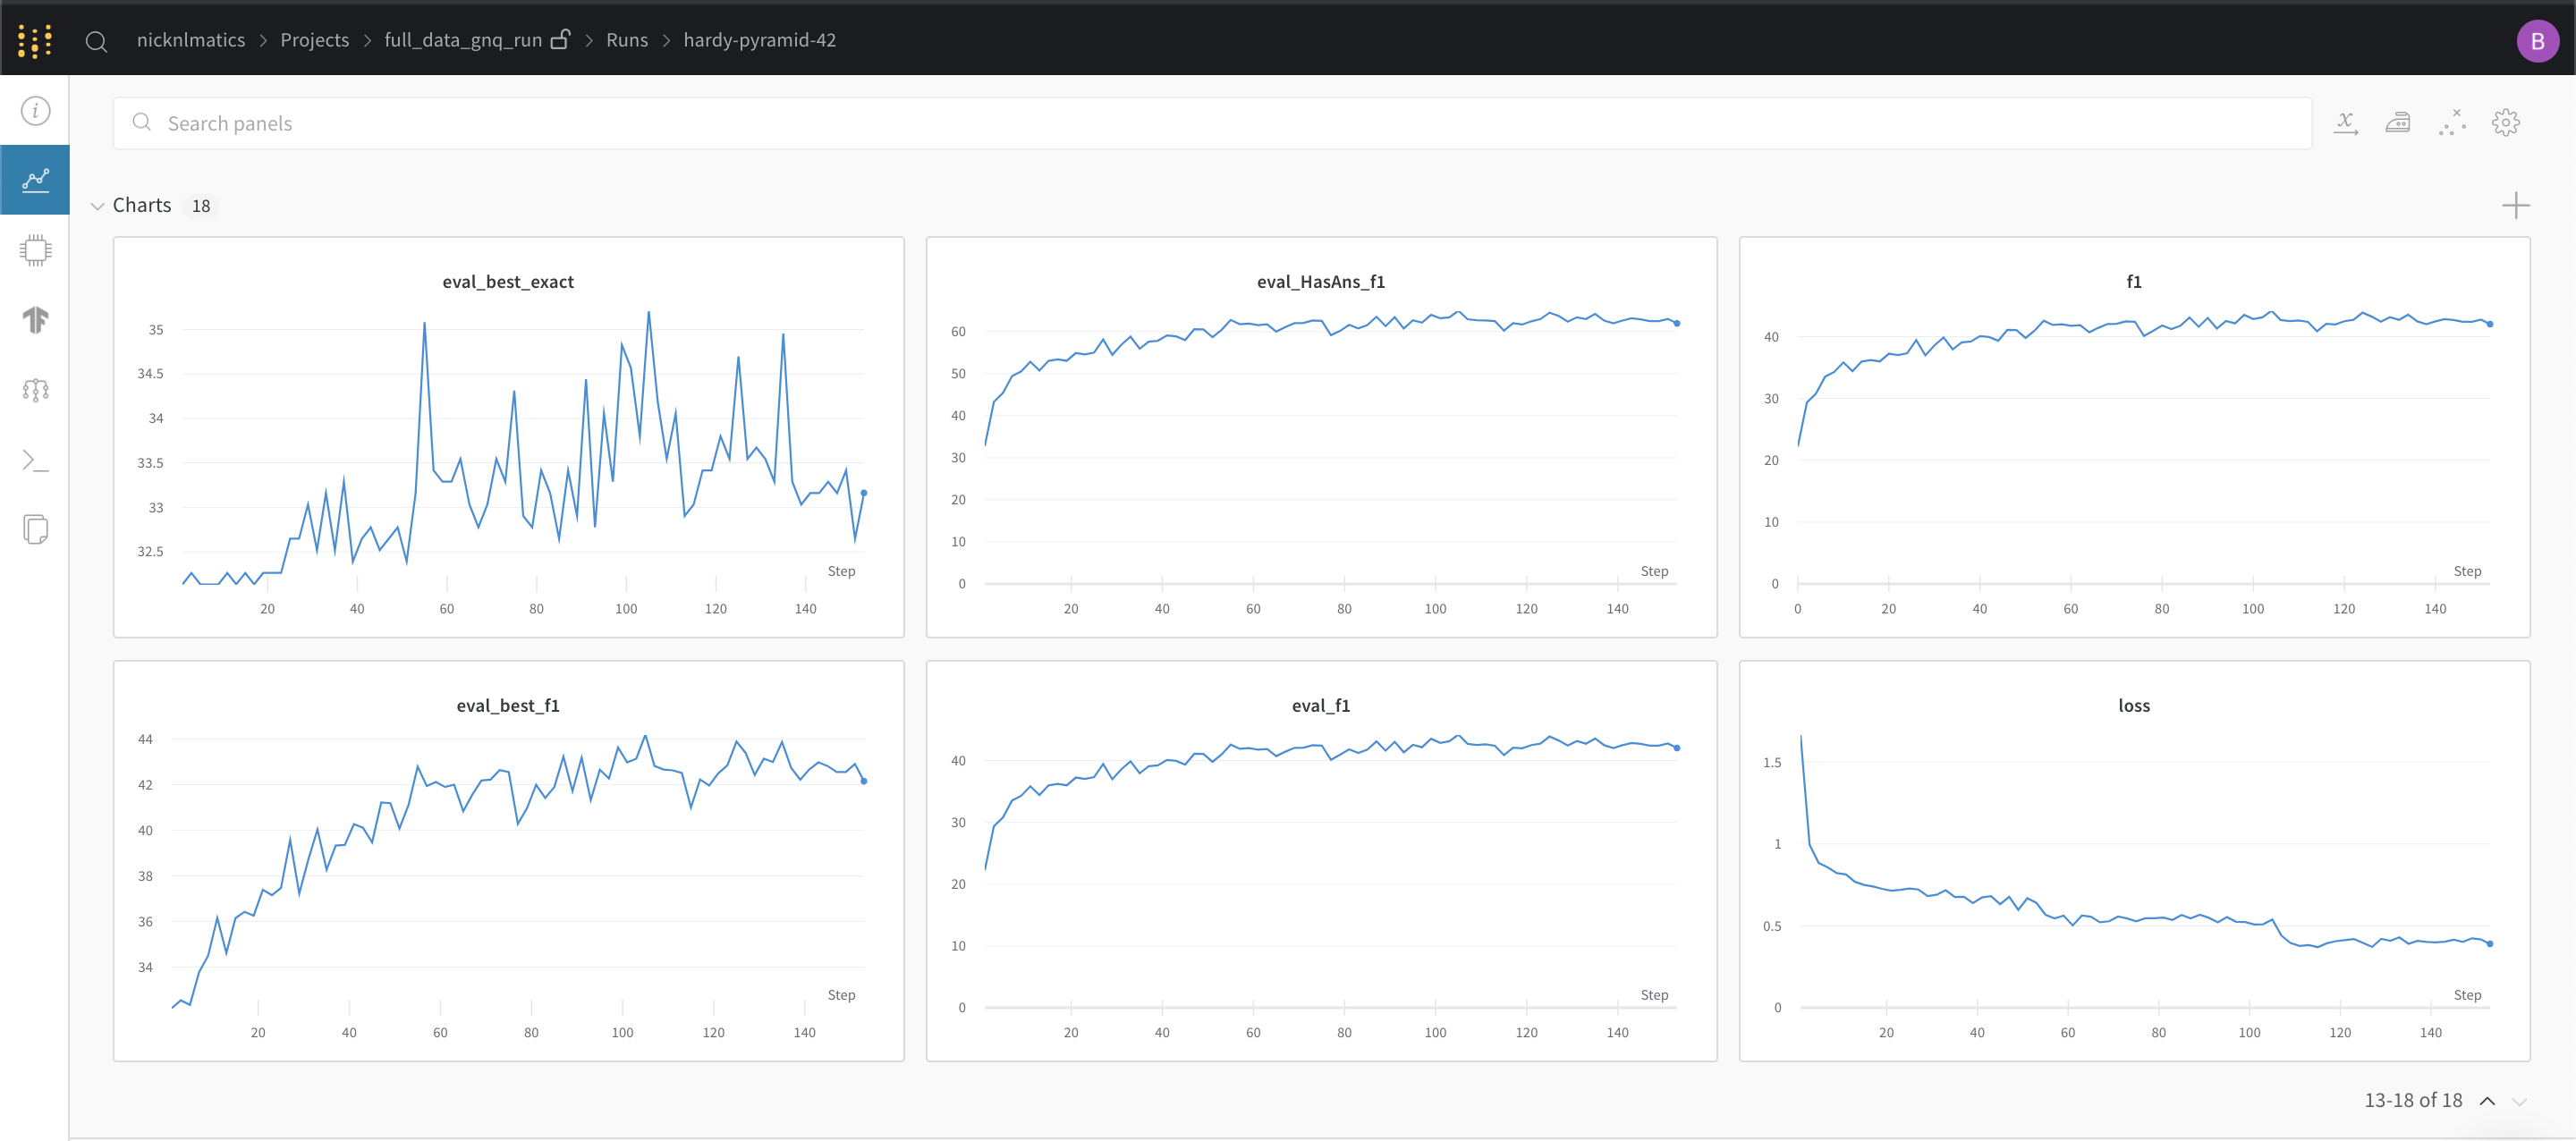 nicknlmatics > Projects > full_data_gnq_run > Runs > hardy-pyramid-42
B
Search panels
Charts 18
eval_best_exact
35
34.5
34
33.5
33
32.5
Step
20 40 60 80 100 120 140
eval_HasAns_f1
60
50
40
30
20
10
0
Step
20 40 60 80 100 120 140
f1
40
30
20
10
0
Step
0 20 40 60 80 100 120 140
eval_best_f1
44
42
40
38
36
34
Step
20 40 60 80 100 120 140
eval_f1
40
30
20
10
0
Step
20 40 60 80 100 120 140
loss
1.5
1
0.5
0
Step
20 40 60 80 100 120 140
13-18 of 18